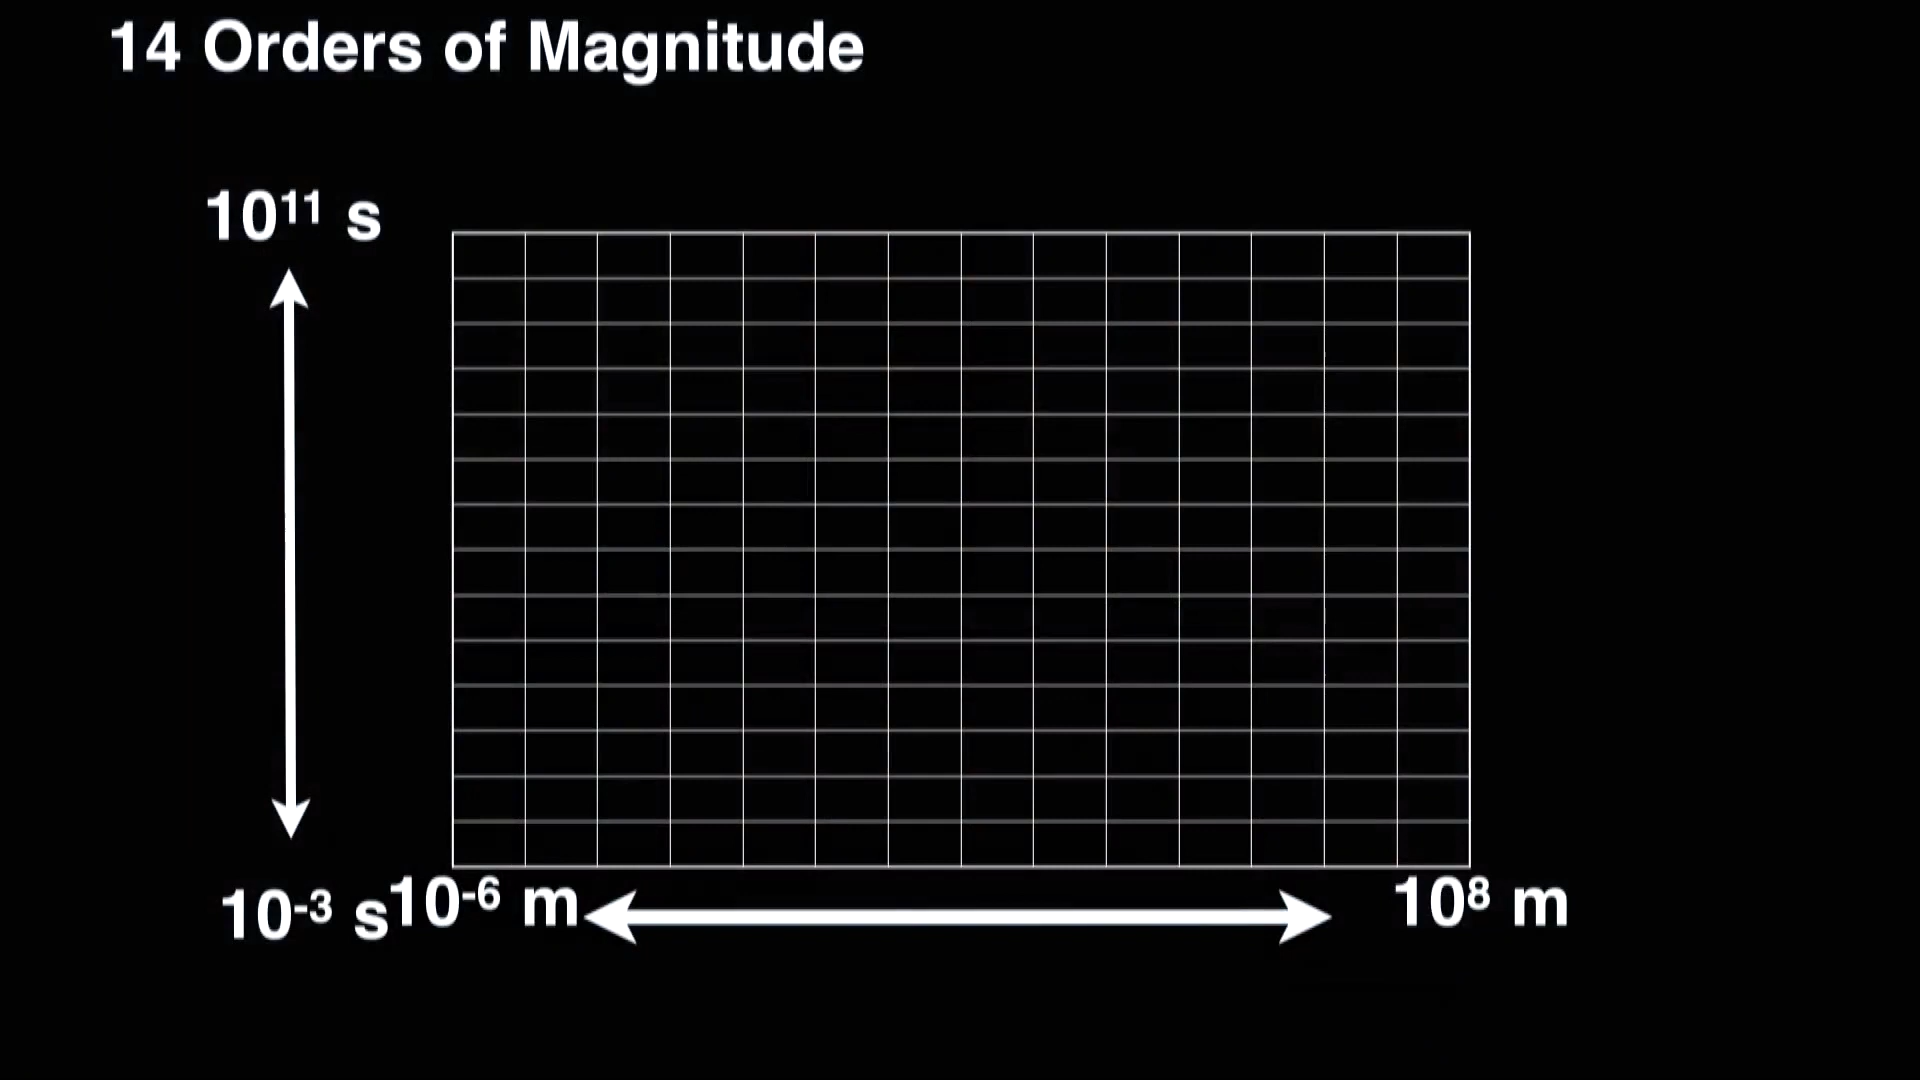 14 Orders of Magnitude
10¹¹ s
10⁻³ s
10⁻⁶ m
10⁸ m